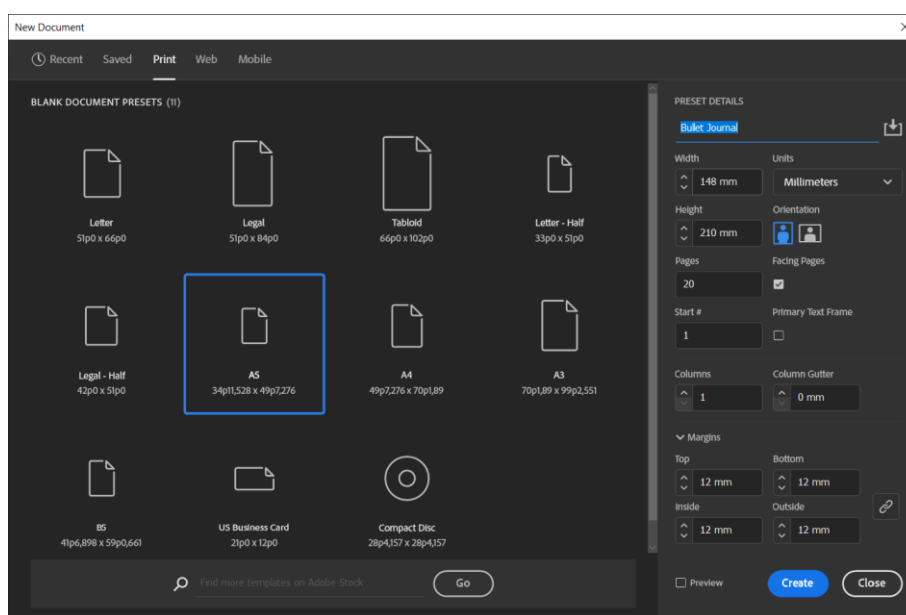 New Document
Recent Saved Print Web Mobile
BLANK DOCUMENT PRESETS (11)
Letter
51p0 x 66p0
Legal
51p0 x 84p0
Tabloid
66p0 x 102p0
Letter - Half
33p0 x 51p0
Legal - Half
42p0 x 51p0
A5
34p11,528 x 49p7,276
A4
49p7,276 x 70p1,89
A3
70p1,89 x 99p2,551
B5
41p6,898 x 59p0,661
US Business Card
21p0 x 12p0
Compact Disc
28p4,157 x 28p4,157
Find more templates on Adobe Stock
Go
PRESET DETAILS
Bullet Journal
Width Units
148 mm Millimeters
Height Orientation
210 mm
Pages Facing Pages
20
Start # Primary Text Frame
1
Columns Column Gutter
1 0 mm
Margins
Top Bottom
12 mm 12 mm
Inside Outside
12 mm 12 mm
Preview Create Close